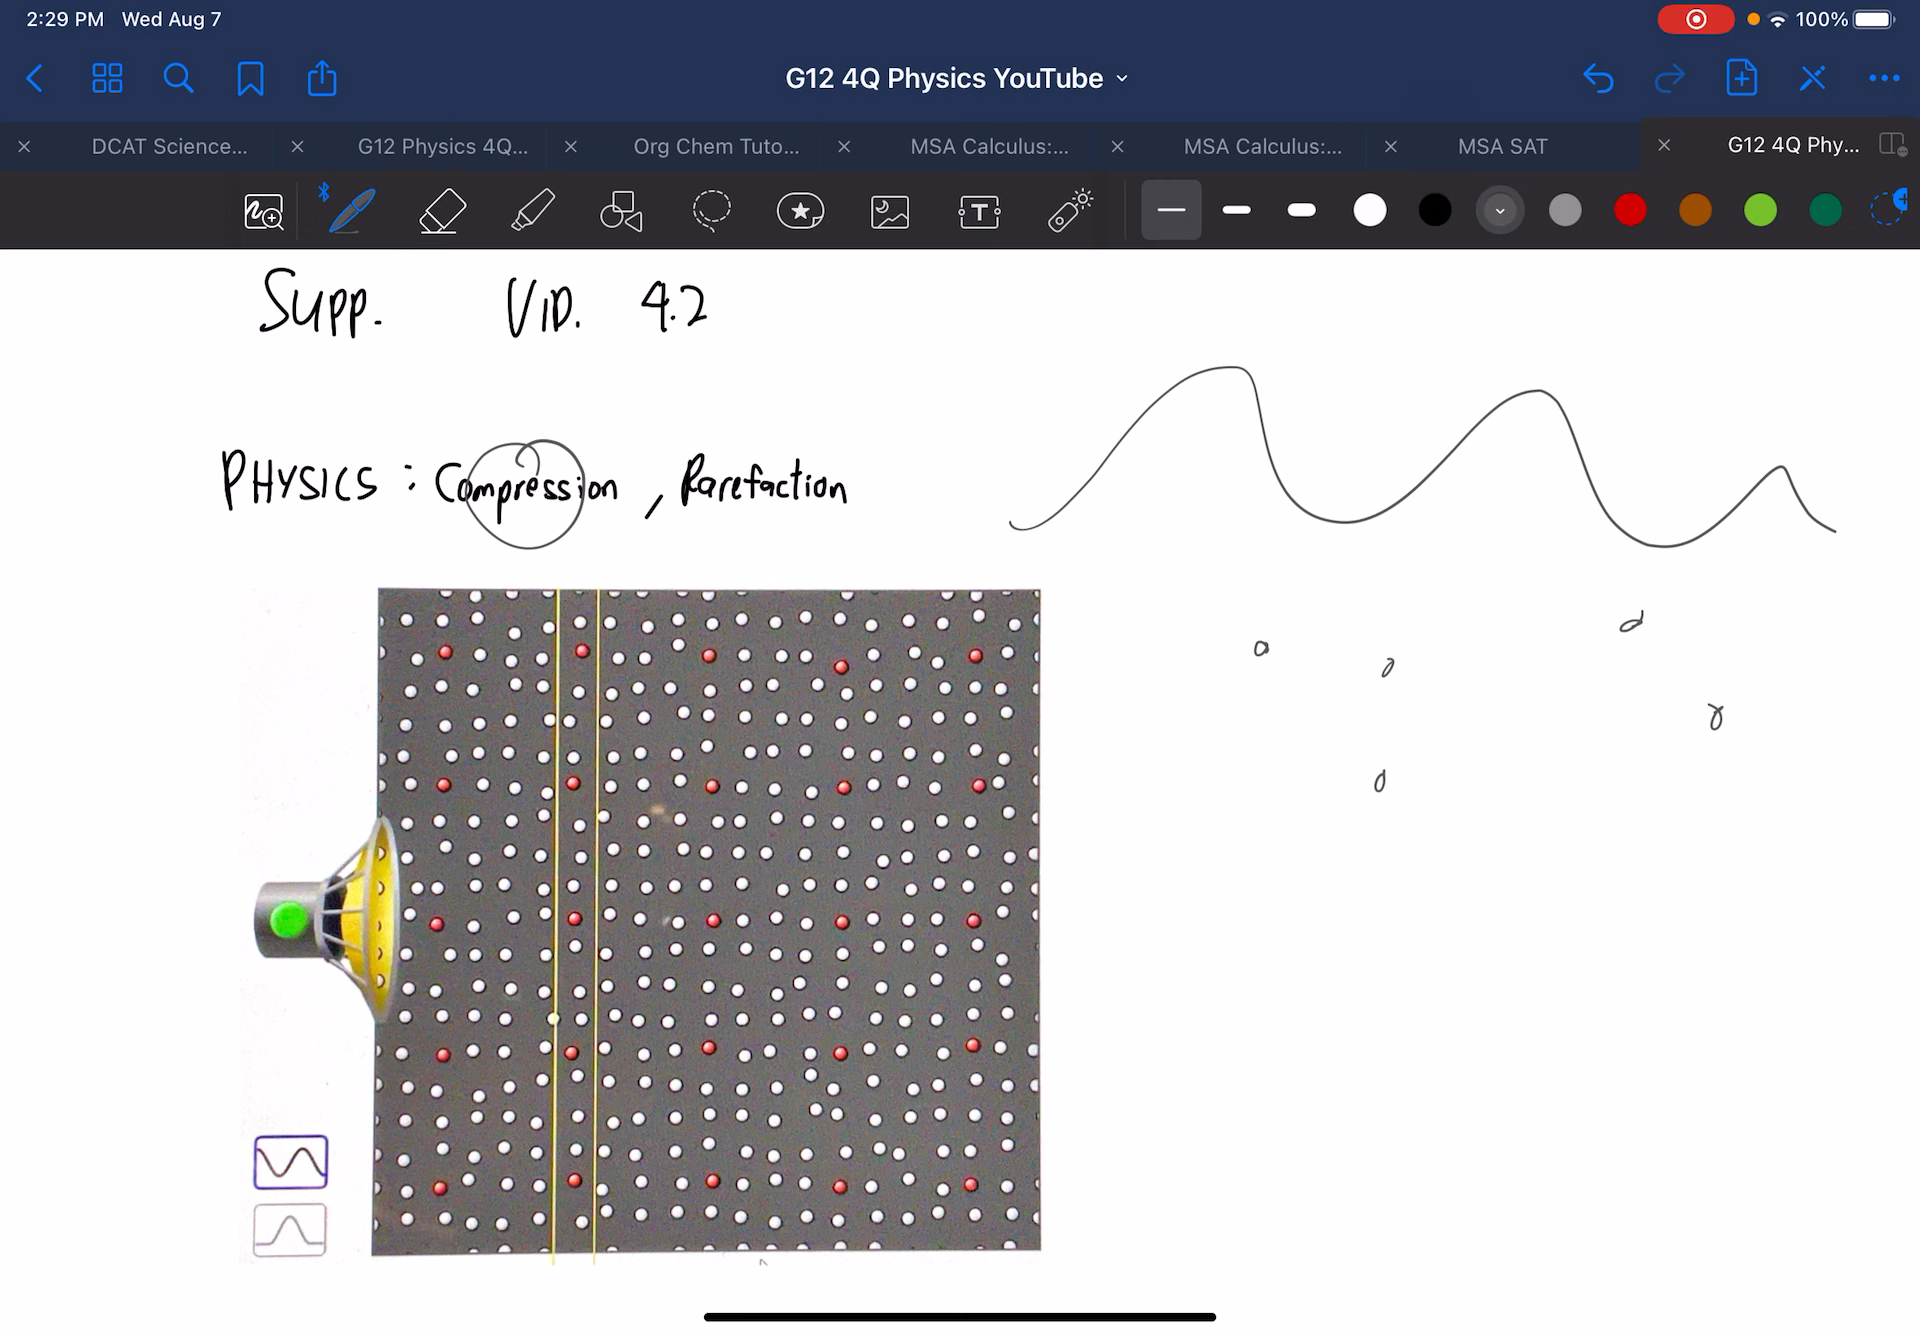 2:29 PM Wed Aug 7 100%
G12 4Q Physics YouTube
DCAT Science... G12 Physics 4Q... Org Chem Tuto... MSA Calculus:... MSA Calculus:... MSA SAT G12 4Q Phy...
Supp. VID. 4.2
PHYSICS : Compression , Rarefaction